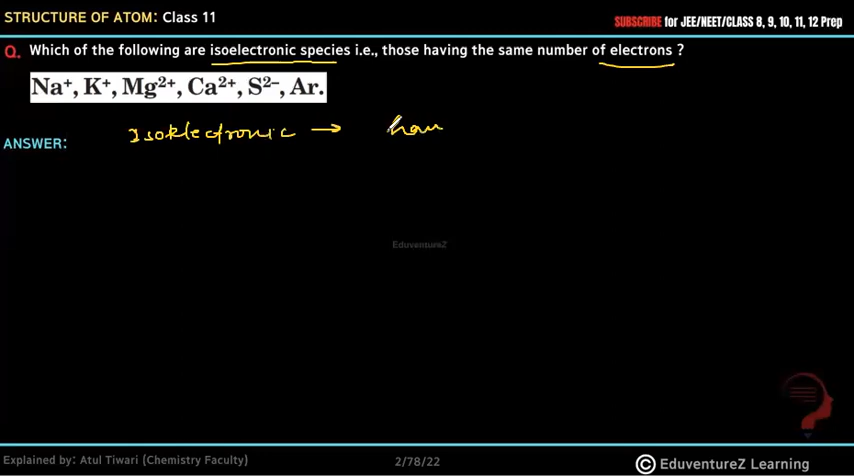 STRUCTURE OF ATOM: Class 11
SUBSCRIBE for JEE/NEET/CLASS 8, 9, 10, 11, 12 Prep
Q. Which of the following are isoelectronic species i.e., those having the same number of electrons ?
Na⁺, K⁺, Mg²⁺, Ca²⁺, S²⁻, Ar.
ANSWER: Isoelectronic → hav
EduventureZ
Explained by: Atul Tiwari (Chemistry Faculty)
2/78/22
© EduventureZ Learning